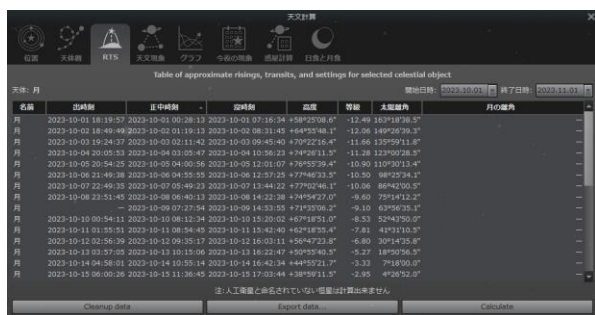 天文計算
位置 天体暦 RTS 天文現象 グラフ 今夜の現象 惑星計算 日食と月食
Table of approximate risings, transits, and settings for selected celestial object
天体: 月 開始日時: 2023.10.01 終了日時: 2023-11-01
名前 出時刻 正中時刻 没時刻 高度 等級 太陽離角 月の離角
月 2023-10-01 18:19:57 2023-10-01 00:28:13 2023-10-01 07:16:34 +58°25'08.6" -12.49 163°18'38.5" —
月 2023-10-02 18:49:49 2023-10-02 01:19:13 2023-10-02 08:31:45 +64°55'48.1" -12.06 149°26'39.3" —
月 2023-10-03 19:24:37 2023-10-03 02:11:42 2023-10-03 09:45:40 +70°22'16.4" -11.66 135°59'11.8" —
月 2023-10-04 20:05:53 2023-10-04 03:05:47 2023-10-04 10:56:23 +74°26'11.5" -11.28 123°00'28.5" —
月 2023-10-05 20:54:25 2023-10-05 04:00:56 2023-10-05 12:01:07 +76°55'39.4" -10.90 110°30'13.4" —
月 2023-10-06 21:49:38 2023-10-06 04:55:55 2023-10-06 12:57:25 +77°46'33.5" -10.50 98°25'34.1" —
月 2023-10-07 22:49:35 2023-10-07 05:49:23 2023-10-07 13:44:22 +77°02'46.1" -10.06 86°42'00.5" —
月 2023-10-08 23:51:45 2023-10-08 06:40:13 2023-10-08 14:22:38 +74°54'27.0" -9.60 75°14'12.2" —
月 — 2023-10-09 07:27:54 2023-10-09 14:53:55 +71°35'06.2" -9.10 63°56'35.1" —
月 2023-10-10 00:54:11 2023-10-10 08:12:34 2023-10-10 15:20:02 +67°18'51.0" -8.53 52°43'50.0" —
月 2023-10-11 01:55:51 2023-10-11 08:54:45 2023-10-11 15:42:40 +62°18'55.4" -7.81 41°31'10.5" —
月 2023-10-12 02:56:39 2023-10-12 09:35:17 2023-10-12 16:03:11 +56°47'23.8" -6.80 30°14'35.8" —
月 2023-10-13 03:57:05 2023-10-13 10:15:06 2023-10-13 16:22:47 +50°55'40.5" -5.27 18°50'56.5" —
月 2023-10-14 04:58:01 2023-10-14 10:55:14 2023-10-14 16:42:34 +44°55'21.7" -3.33 7°18'00.0" —
月 2023-10-15 06:00:26 2023-10-15 11:36:45 2023-10-15 17:03:44 +38°59'11.5" -2.95 4°26'52.0" —
注:人工衛星と命名されていない恒星は計算出来ません
Cleanup data Export data... Calculate